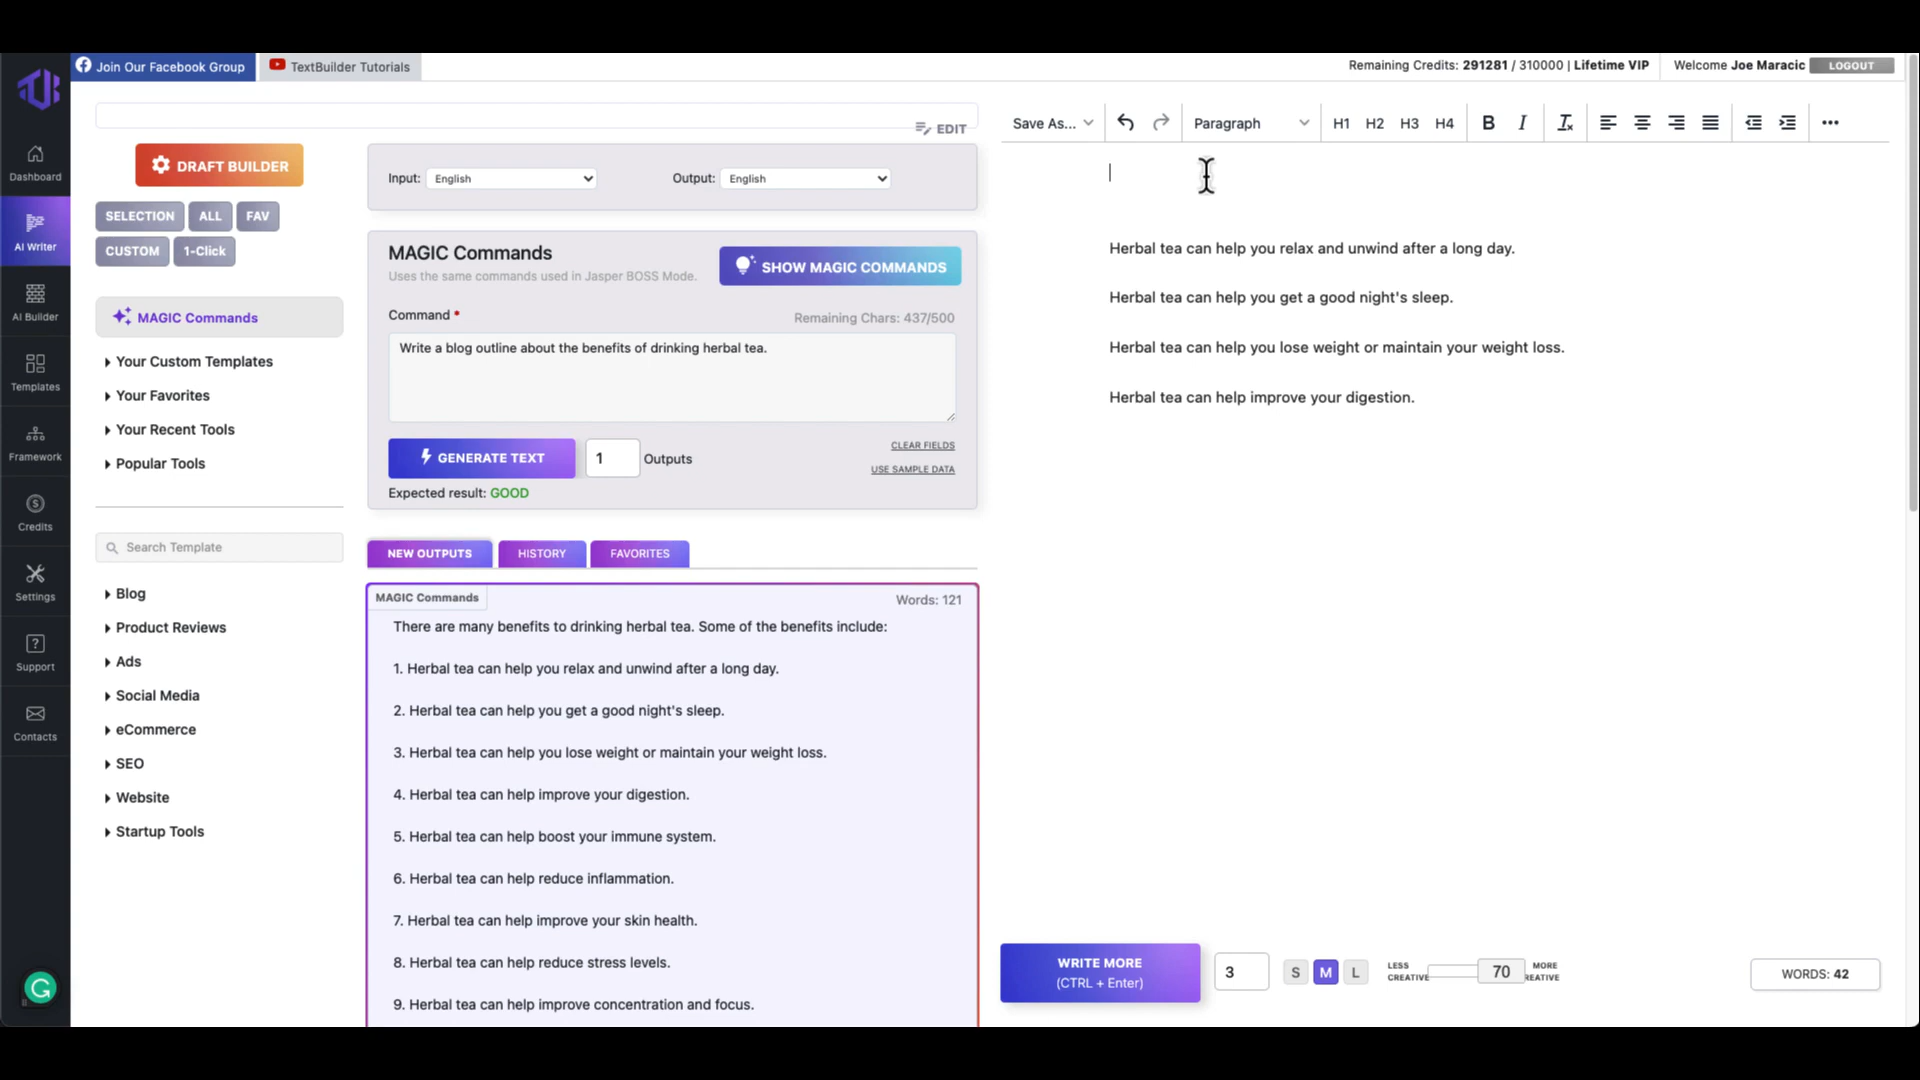 Join Our Facebook Group
TextBuilder Tutorials
Remaining Credits: 291281 / 310000 | Lifetime VIP
Welcome Joe Maracic
LOGOUT
Dashboard
AI Writer
AI Builder
Templates
Framework
Credits
Settings
Support
Contacts
DRAFT BUILDER
SELECTION
ALL
FAV
CUSTOM
1-Click
MAGIC Commands
Your Custom Templates
Your Favorites
Your Recent Tools
Popular Tools
Search Template
Blog
Product Reviews
Ads
Social Media
eCommerce
SEO
Website
Startup Tools
EDIT
Input: English
Output: English
MAGIC Commands
Uses the same commands used in Jasper BOSS Mode.
SHOW MAGIC COMMANDS
Command *
Remaining Chars: 437/500
Write a blog outline about the benefits of drinking herbal tea.
GENERATE TEXT
1
Outputs
CLEAR FIELDS
USE SAMPLE DATA
Expected result: GOOD
NEW OUTPUTS
HISTORY
FAVORITES
MAGIC Commands
Words: 121
There are many benefits to drinking herbal tea. Some of the benefits include:
1. Herbal tea can help you relax and unwind after a long day.
2. Herbal tea can help you get a good night's sleep.
3. Herbal tea can help you lose weight or maintain your weight loss.
4. Herbal tea can help improve your digestion.
5. Herbal tea can help boost your immune system.
6. Herbal tea can help reduce inflammation.
7. Herbal tea can help improve your skin health.
8. Herbal tea can help reduce stress levels.
9. Herbal tea can help improve concentration and focus.
Save As...
Paragraph
H1
H2
H3
H4
B
I
Herbal tea can help you relax and unwind after a long day.
Herbal tea can help you get a good night's sleep.
Herbal tea can help you lose weight or maintain your weight loss.
Herbal tea can help improve your digestion.
WRITE MORE
(CTRL + Enter)
3
S
M
L
LESS
CREATIVE
70
MORE
REATIVE
WORDS: 42